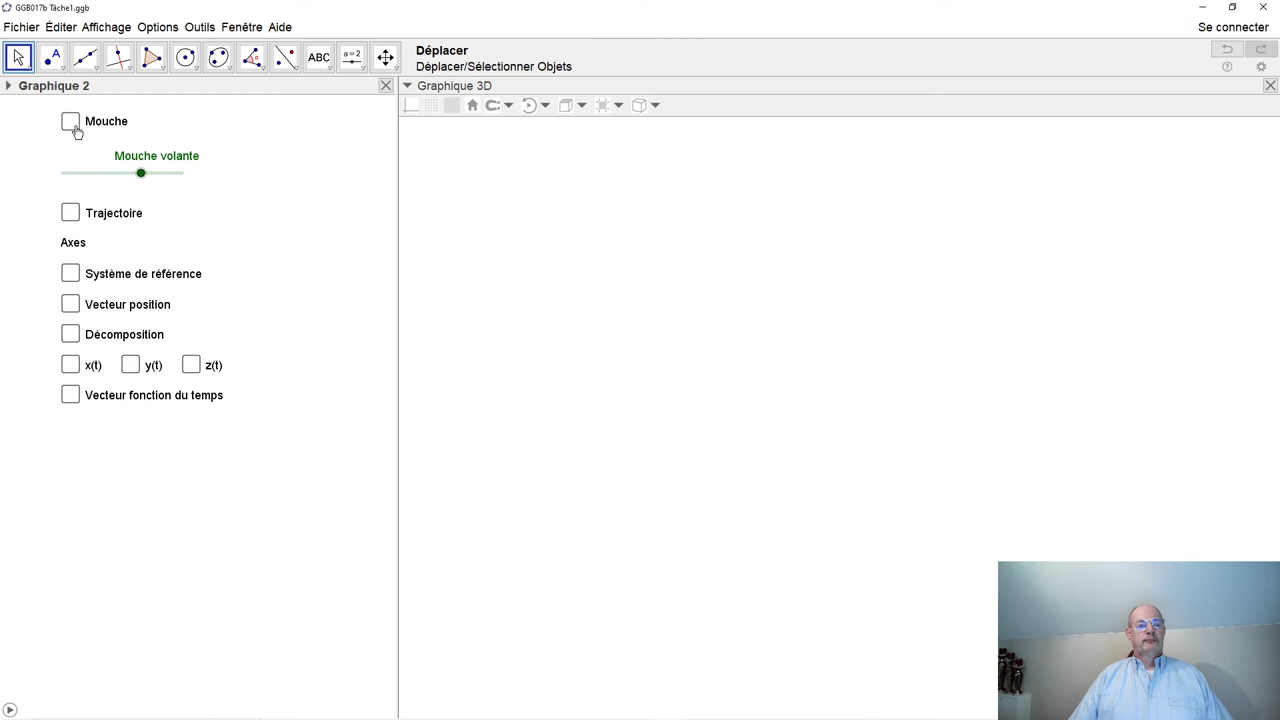 GGB017b Tâche1.ggb
Fichier Éditer Affichage Options Outils Fenêtre Aide
Se connecter
A
ABC
a=2
Déplacer
Déplacer/Sélectionner Objets
Graphique 2
Graphique 3D
Mouche
Mouche volante
Trajectoire
Axes
Système de référence
Vecteur position
Décomposition
x(t) y(t) z(t)
Vecteur fonction du temps